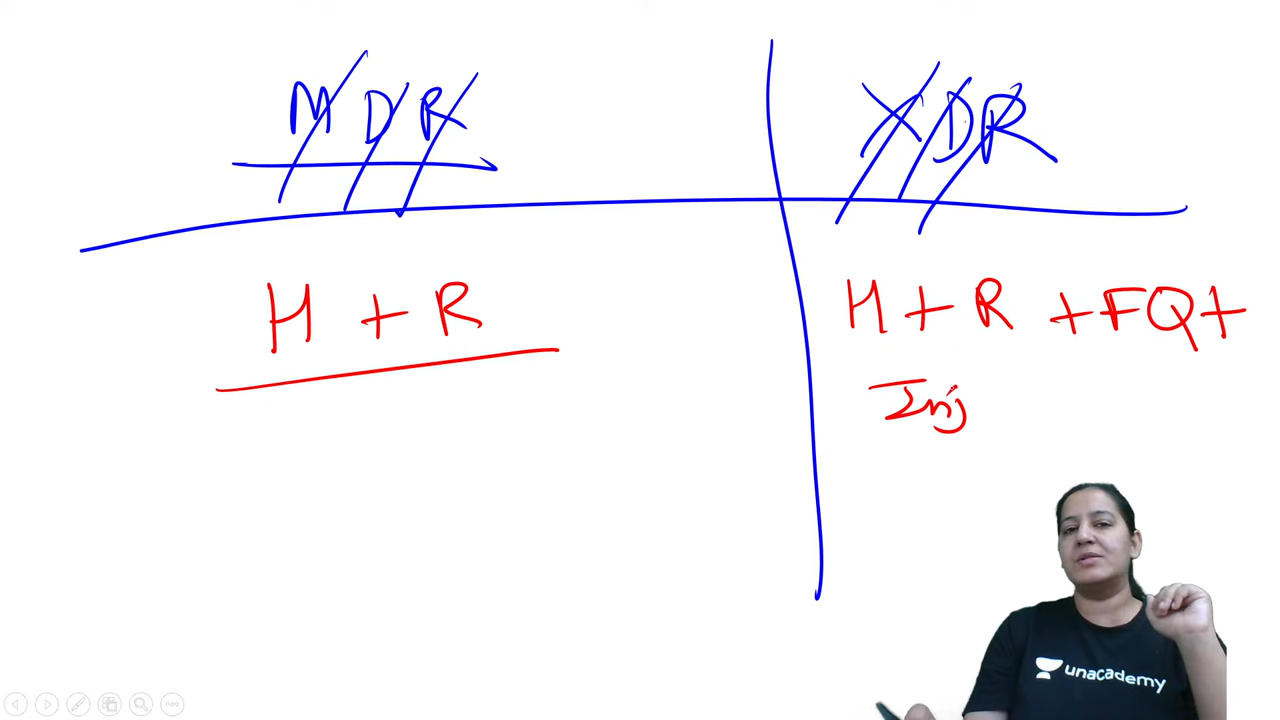 MDR
XDR
H + R
H + R + FQ +
Inj
unacademy